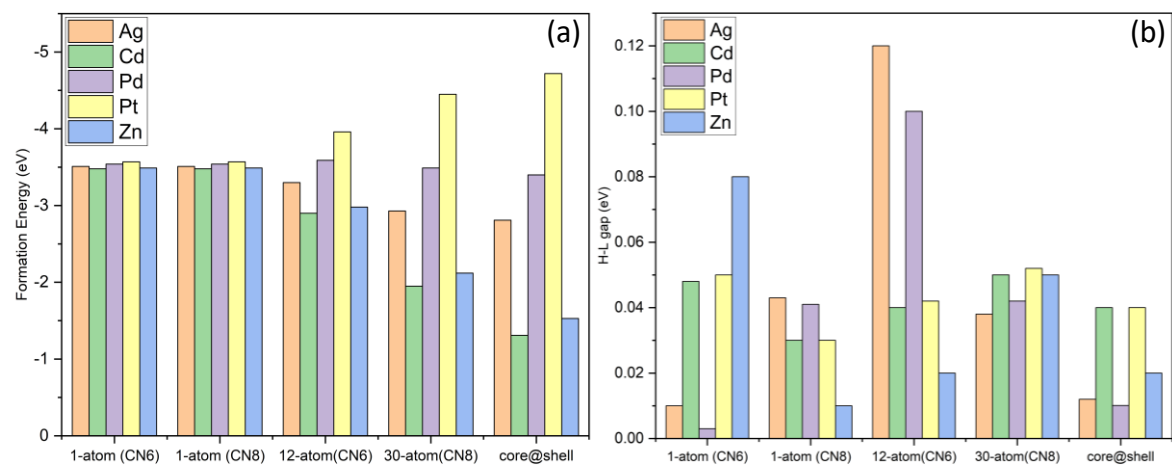 (a)
Ag
Cd
Pd
Pt
Zn
Formation Energy (eV)
-5
-4
-3
-2
-1
0
1-atom (CN6)
1-atom (CN8)
12-atom(CN6)
30-atom(CN8)
core@shell
(b)
Ag
Cd
Pd
Pt
Zn
H-L gap (eV)
0.12
0.10
0.08
0.06
0.04
0.02
0.00
1-atom (CN6)
1-atom (CN8)
12-atom(CN6)
30-atom(CN8)
core@shell